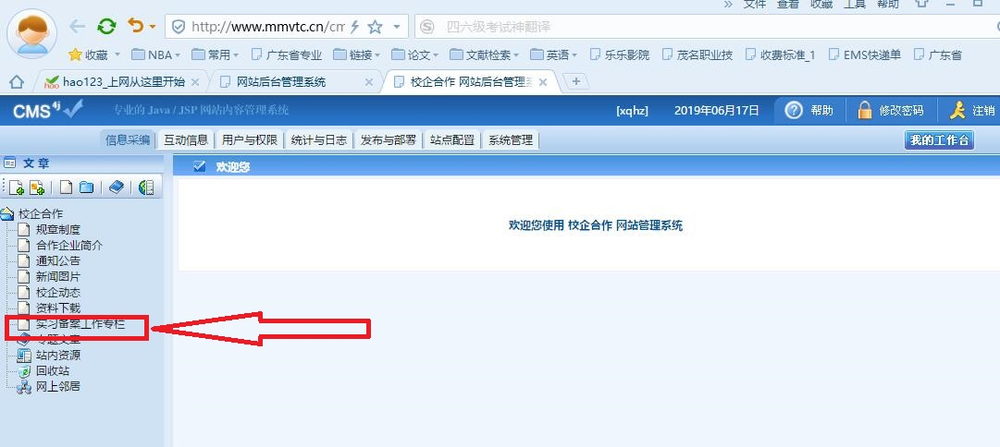 » 文件 查看 收藏 工具 帮助
http://www.mmvtc.cn/cm 四六级考试神翻译
收藏 NBA 常用 广东省专业 链接 论文 文献检索 英语 乐乐影院 茂名职业技 收费标准_1 EMS快递单 广东省
hao123_上网从这里开始 网站后台管理系统 校企合作 网站后台管理系
CMS4j 专业的 Java / JSP 网站内容管理系统 [xqhz] 2019年06月17日 帮助 修改密码 注销
信息采编 互动信息 用户与权限 统计与日志 发布与部署 站点配置 系统管理 我的工作台
文章 欢迎您
校企合作
规章制度
合作企业简介
通知公告
新闻图片
校企动态
资料下载
实习备案工作专栏
专题文章
站内资源
回收站
网上邻居
欢迎您使用 校企合作 网站管理系统